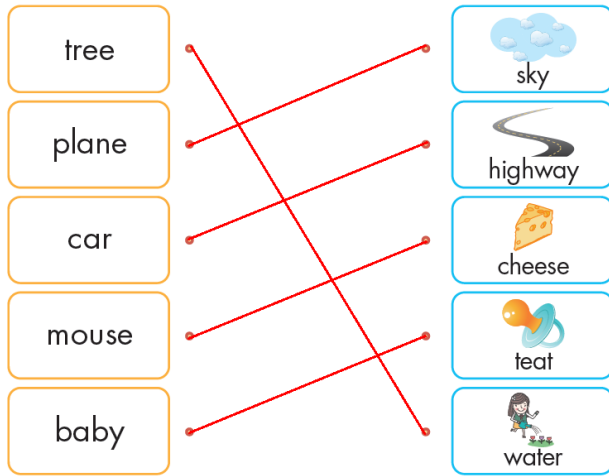 tree
sky
plane
highway
car
cheese
mouse
teat
baby
water